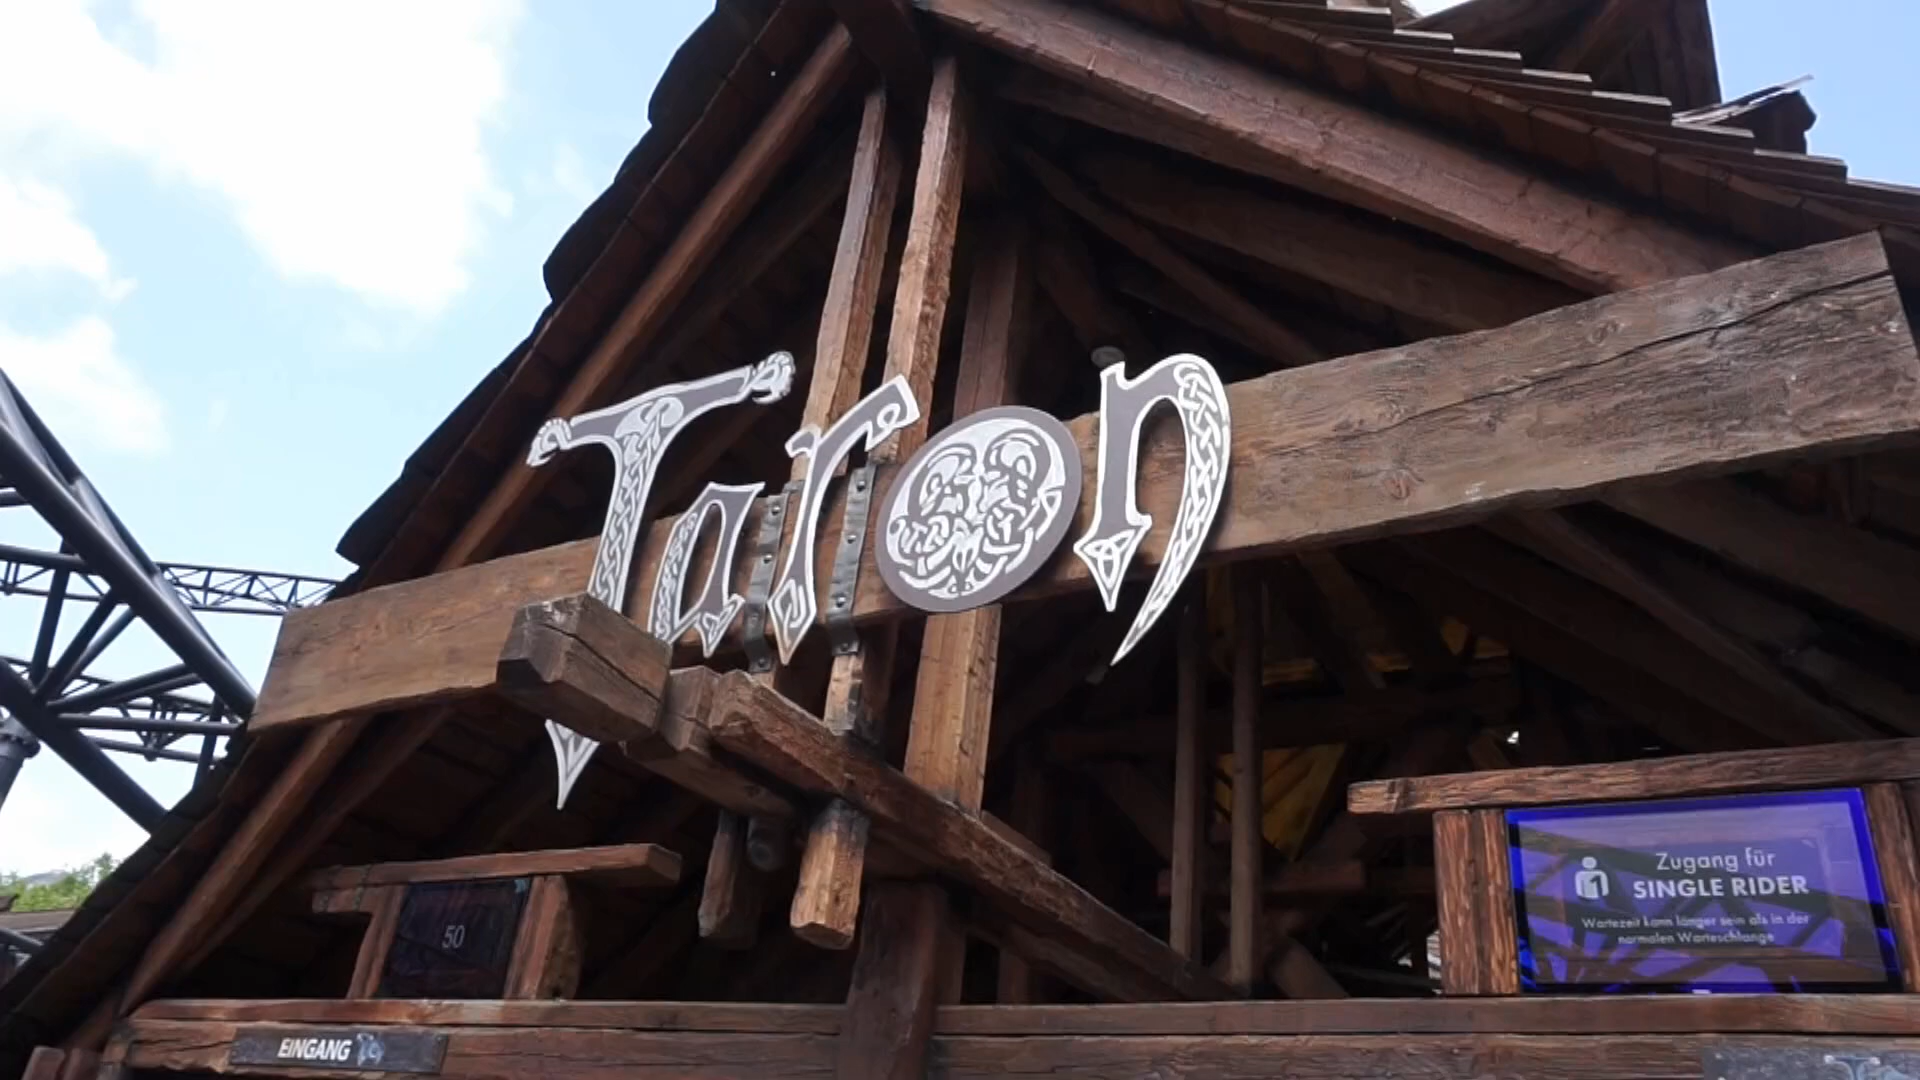 Taron
50
Zugang für
SINGLE RIDER
Wartezeit kann länger sein als in der
normalen Warteschlange
EINGANG